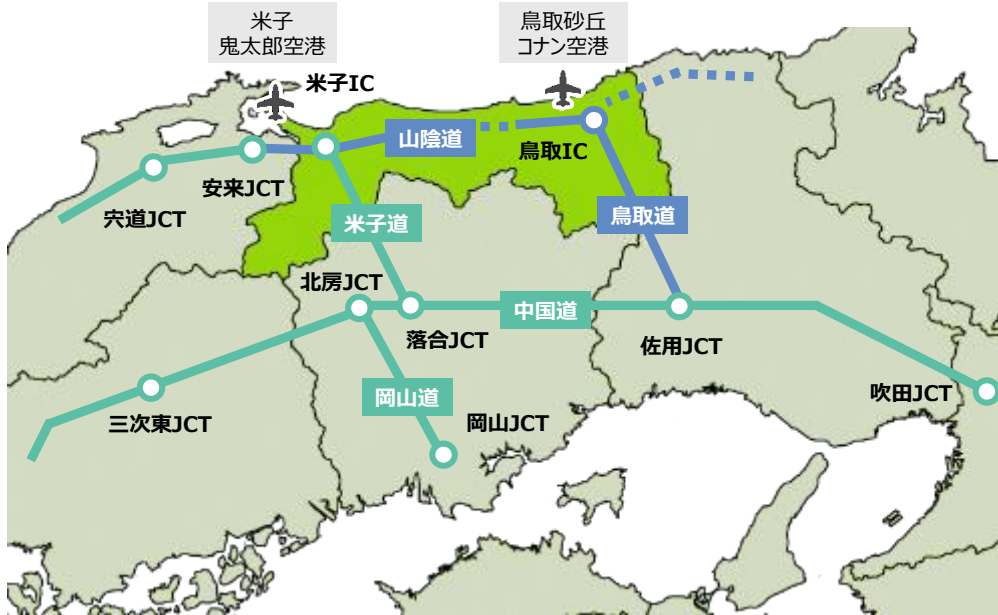 米子
鬼太郎空港
鳥取砂丘
コナン空港
米子IC
山陰道
鳥取IC
安来JCT
宍道JCT
米子道
鳥取道
北房JCT
中国道
落合JCT
佐用JCT
岡山道
吹田JCT
三次東JCT
岡山JCT